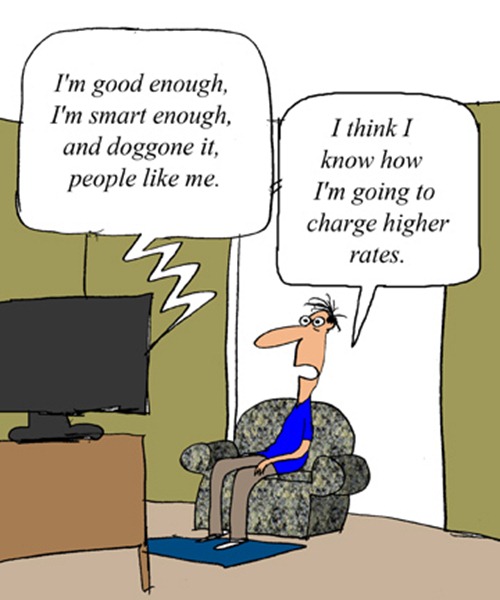 I'm good enough,
I'm smart enough,
and doggone it,
people like me.
I think I
know how
I'm going to
charge higher
rates.